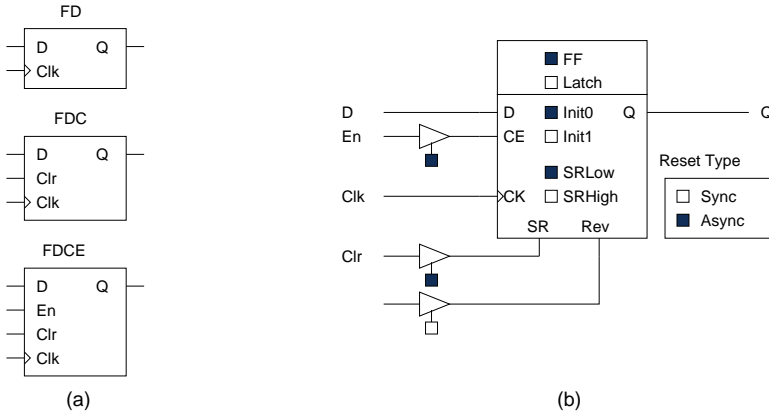 FD
D Q
Clk
FDC
D Q
Clr
Clk
FDCE
D Q
En
Clr
Clk
(a)
FF
Latch
D D Init0 Q Q
En CE Init1
SRLow
Clk CK SRHigh
SR Rev
Clr
Reset Type
Sync
Async
(b)